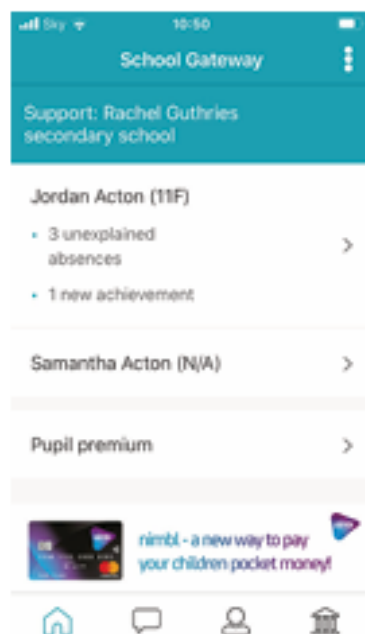 Sky 10:50
School Gateway
Support: Rachel Guthries
secondary school
Jordan Acton (11F)
• 3 unexplained
absences
• 1 new achievement
Samantha Acton (N/A)
Pupil premium
nimbl - a new way to pay
your children pocket money!